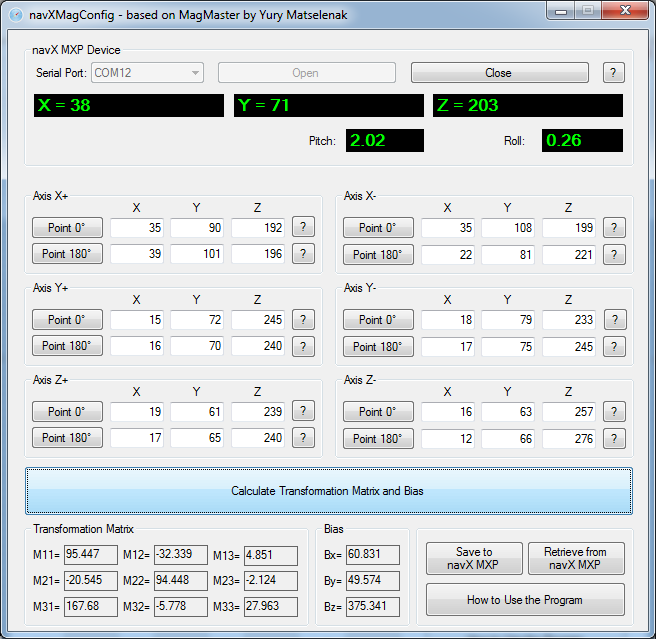 navXMagConfig - based on MagMaster by Yury Matselenak
navX MXP Device
Serial Port: COM12 Open Close ?
X = 38 Y = 71 Z = 203
Pitch: 2.02 Roll: 0.26
Axis X+ Axis X-
X Y Z X Y Z
Point 0° 35 90 192 ? Point 0° 35 108 199 ?
Point 180° 39 101 196 ? Point 180° 22 81 221 ?
Axis Y+ Axis Y-
X Y Z X Y Z
Point 0° 15 72 245 ? Point 0° 18 79 233 ?
Point 180° 16 70 240 ? Point 180° 17 75 245 ?
Axis Z+ Axis Z-
X Y Z X Y Z
Point 0° 19 61 239 ? Point 0° 16 63 257 ?
Point 180° 17 65 240 ? Point 180° 12 66 276 ?
Calculate Transformation Matrix and Bias
Transformation Matrix Bias
M11= 95.447 M12= -32.339 M13= 4.851 Bx= 60.831
M21= -20.545 M22= 94.448 M23= -2.124 By= 49.574
M31= 167.68 M32= -5.778 M33= 27.963 Bz= 375.341
Save to
navX MXP
Retrieve from
navX MXP
How to Use the Program